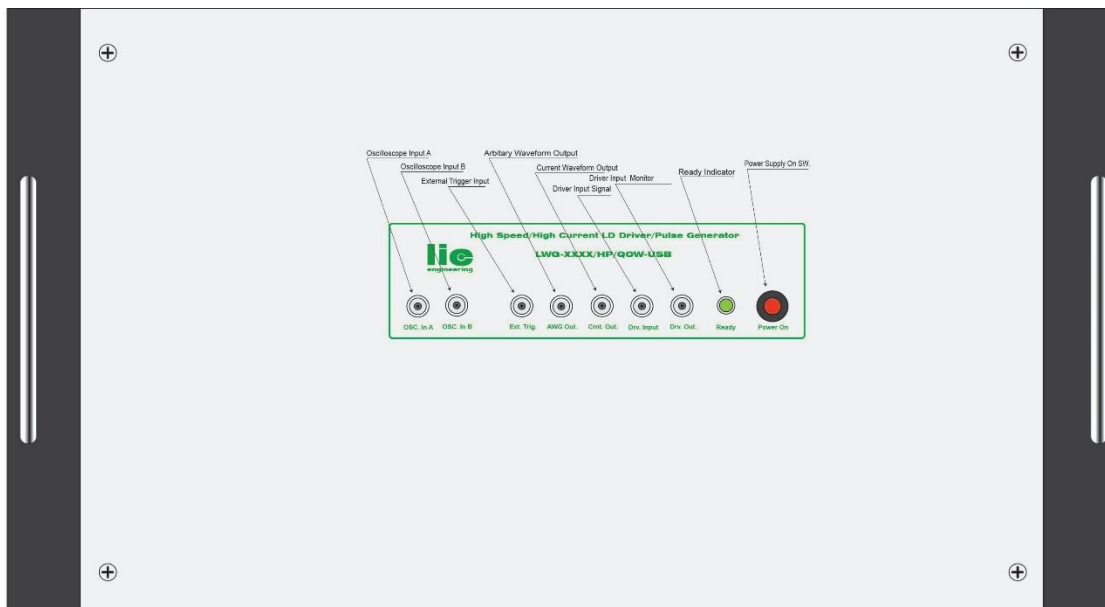 Oscilloscope Input A
Oscilloscope Input B
External Trigger Input
Arbitary Waveform Output
Current Waveform Output
Driver Input Signal
Driver Input Monitor
Ready Indicator
Power Supply On SW.
High Speed/High Current LD Driver/Pulse Generator
lic
engineering
LWG-XXXX/HP/QOW-USB
OSC. In A
OSC. In B
Ext. Trig.
AWG Out.
Crnt. Out.
Drv. Input
Drv. Out.
Ready
Power On